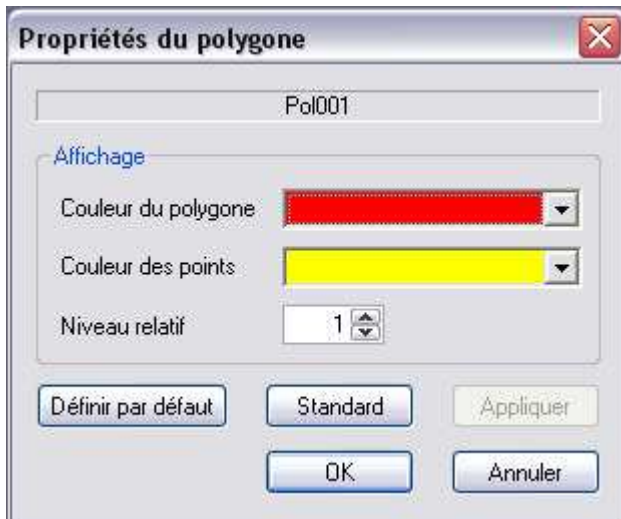 Propriétés du polygone
Pol001
Affichage
Couleur du polygone
Couleur des points
Niveau relatif 1
Définir par défaut Standard Appliquer
OK Annuler